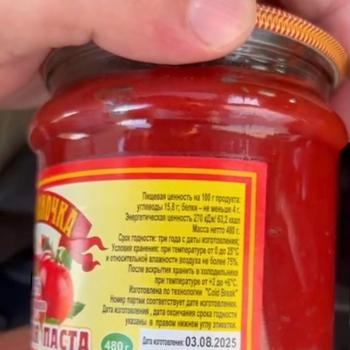 ПОЧКА
ПАСТА
480 г
Пищевая ценность на 100 г продукта:
углеводы 15,8 г; белки – не меньше 4 г.
Энергетическая ценность 270 кДж/ 63,2 ккал
Масса нетто 480 г.
Срок годности: три года с даты изготовления;
Условия хранения: при температуре от 0 до 25°С
и относительной влажности воздуха не более 75%.
После вскрытия хранить в холодильнике
при температуре от +2 до +6°С.
Изготовлена по технологии "Cold Break"
Номер партии соответствует дате изготовления.
Дата изготовления , дата окончания срока годности
указаны в правом нижнем углу этикетки.
Дата изготовления: 03.08.2025